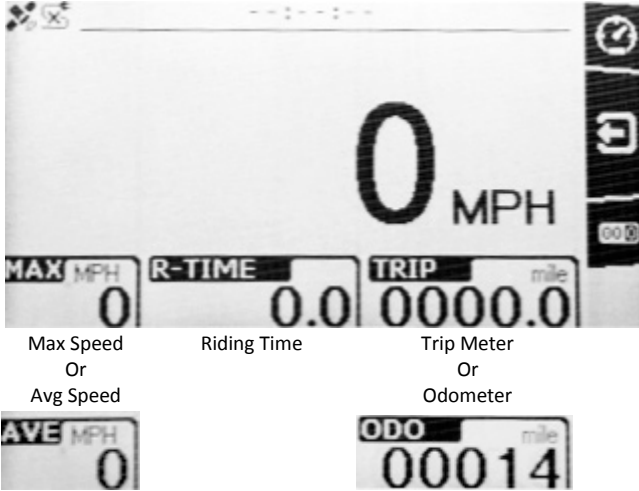 --:--:--
0 MPH
MAX MPH R-TIME TRIP mile
0 0.0 0000.0
Max Speed Riding Time Trip Meter
Or Or
Avg Speed Odometer
AVE MPH ODO mile
0 00014